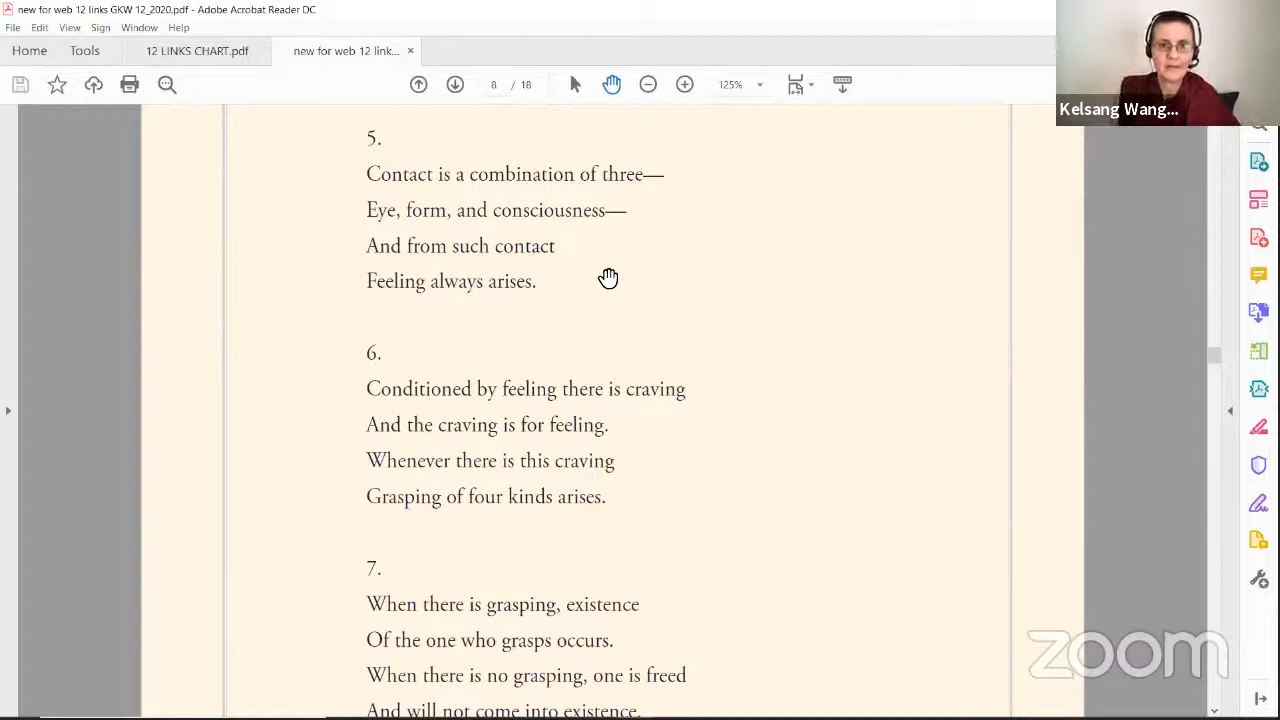 new for web 12 links GKW 12_2020.pdf - Adobe Acrobat Reader DC
File Edit View Sign Window Help
Home Tools 12 LINKS CHART.pdf new for web 12 link... ×
8 / 18 125%
Kelsang Wang...
5.
Contact is a combination of three—
Eye, form, and consciousness—
And from such contact
Feeling always arises.
6.
Conditioned by feeling there is craving
And the craving is for feeling.
Whenever there is this craving
Grasping of four kinds arises.
7.
When there is grasping, existence
Of the one who grasps occurs.
When there is no grasping, one is freed
And will not come into existence.
zoom